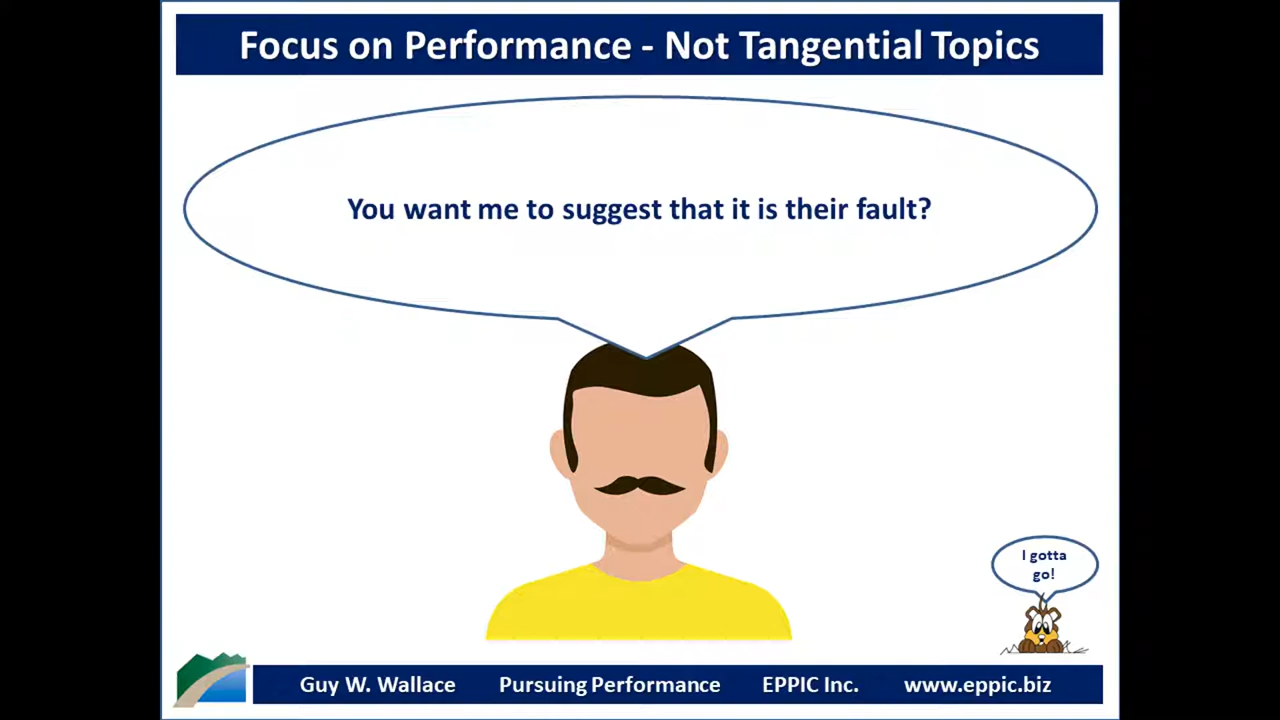 Focus on Performance - Not Tangential Topics
You want me to suggest that it is their fault?
I gotta
go!
Guy W. Wallace Pursuing Performance EPPIC Inc. www.eppic.biz